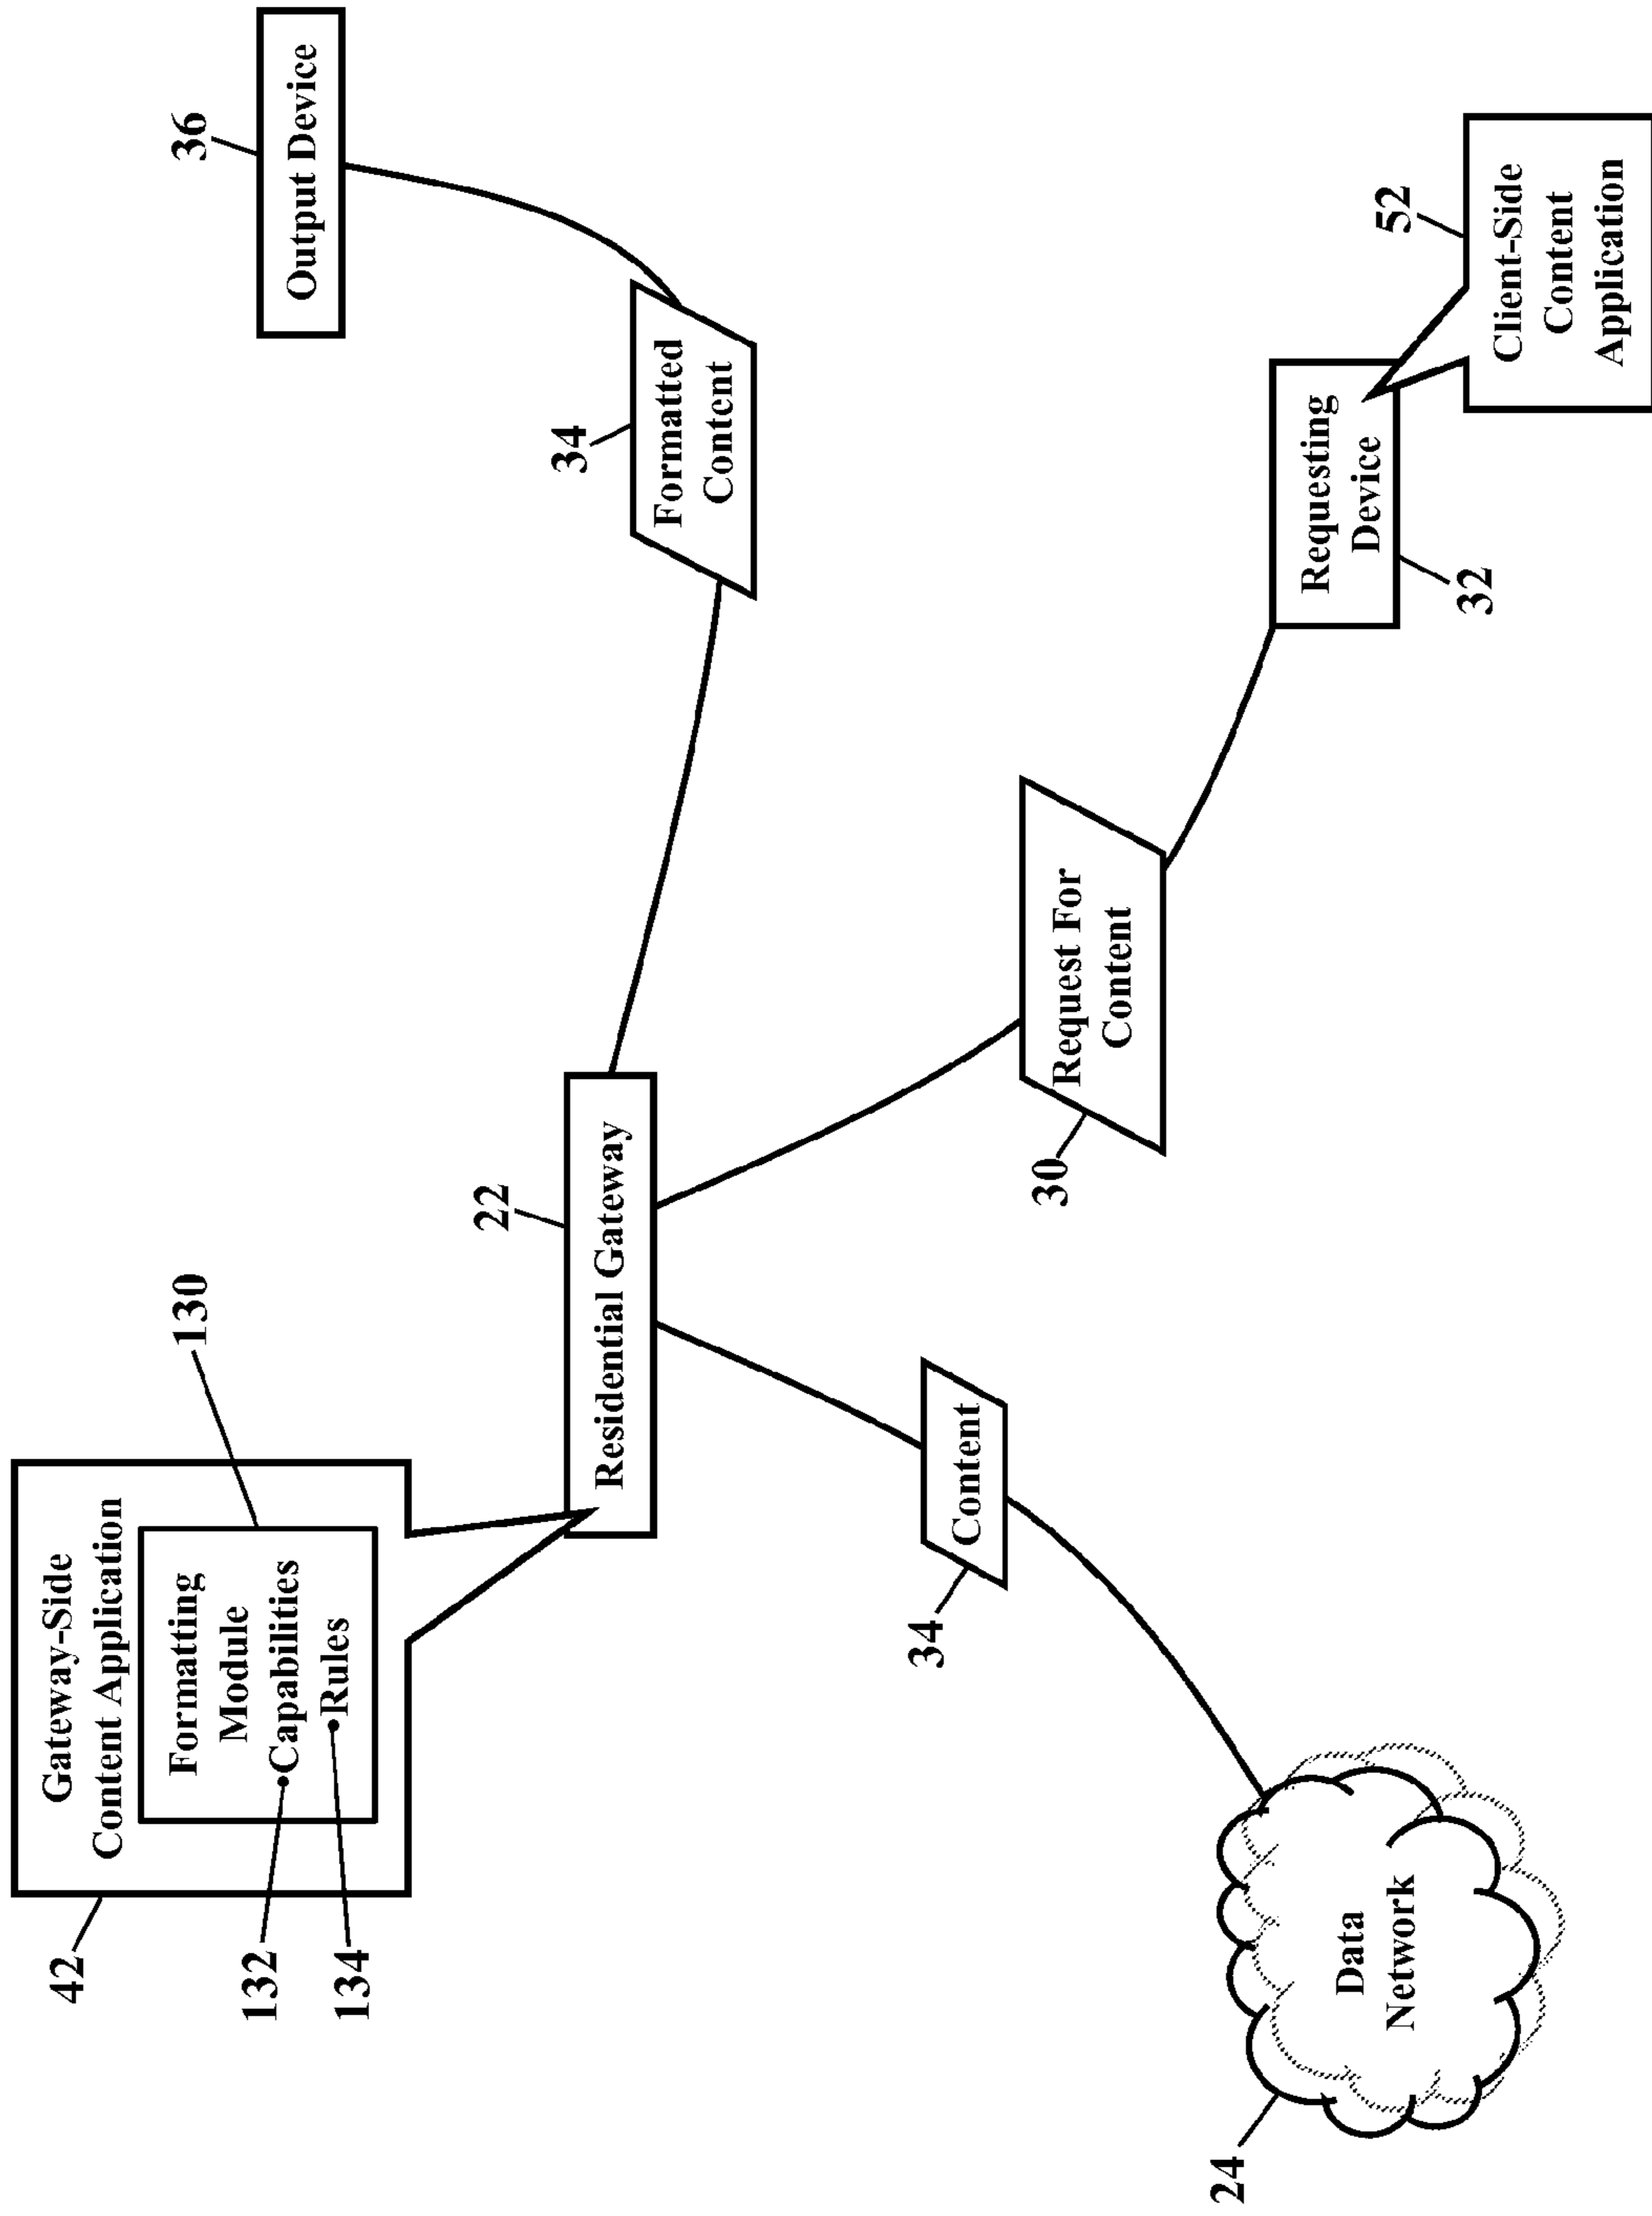 42
Gateway-Side
Content Application
130
Formatting
Module
Capabilities
Rules
132
134
22
Residential Gateway
36
Output Device
34
Formatted
Content
34
Content
30
Request For
Content
Requesting
Device
32
52
Client-Side
Content
Application
24
Data
Network